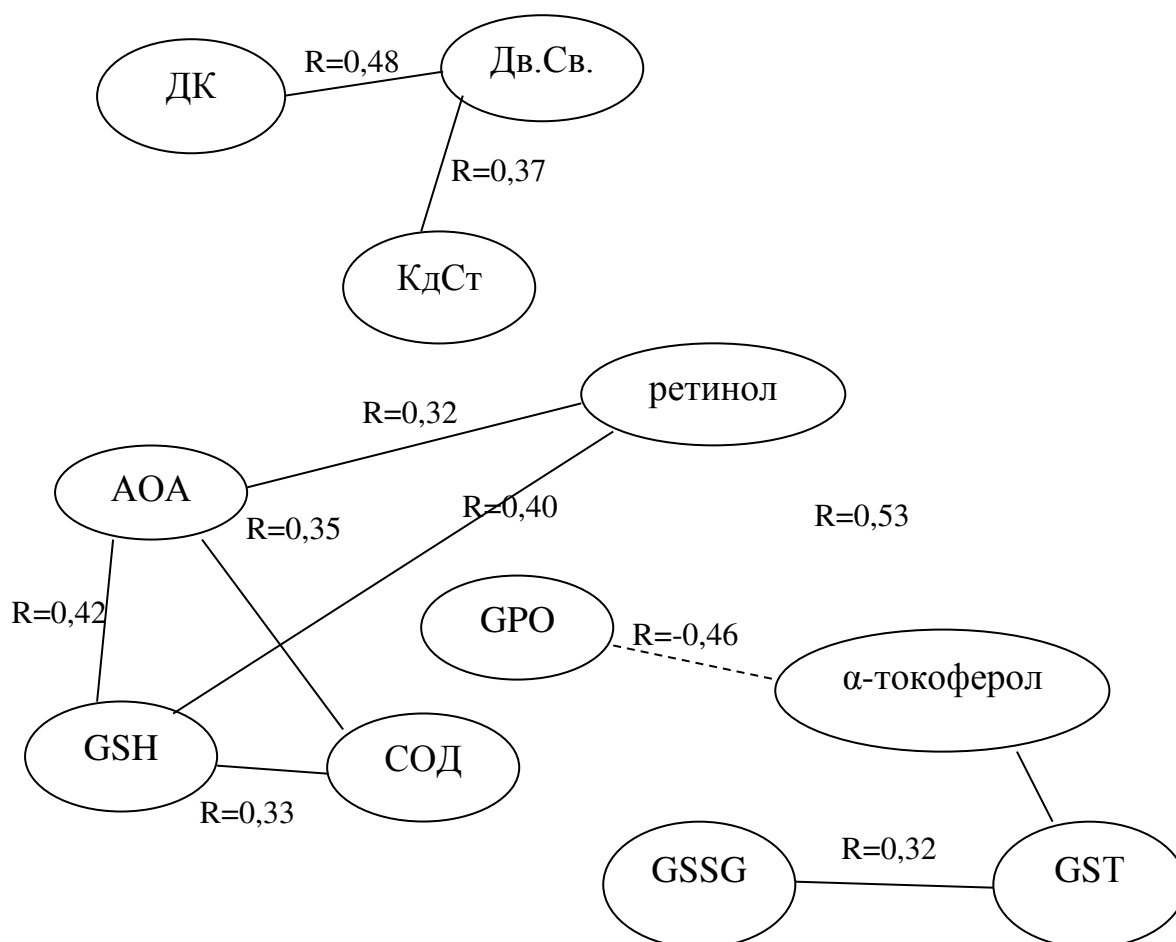 Дв.Св.
R=0,48
ДК
R=0,37
КдСт
ретинол
R=0,32
АОА
R=0,40
R=0,53
R=0,35
R=0,42
GPO
R=-0,46
α-токоферол
GSH
СОД
R=0,33
R=0,32
GSSG
GST